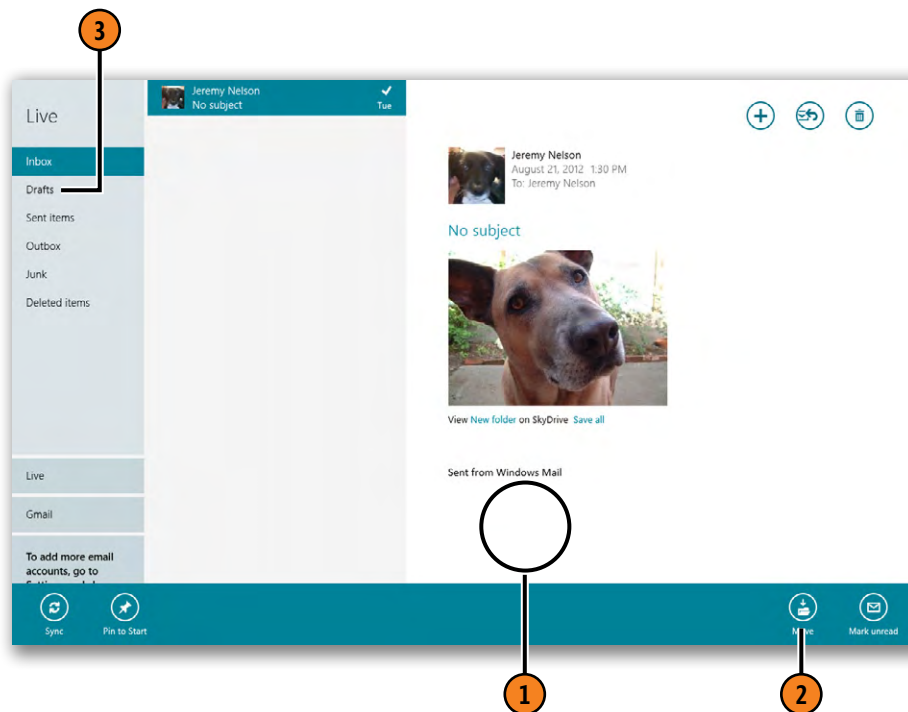 3
Live
Inbox
Drafts
Sent items
Outbox
Junk
Deleted items
Live
Gmail
To add more email
accounts, go to
Jeremy Nelson
No subject
Tue
Jeremy Nelson
August 21, 2012 1:30 PM
To: Jeremy Nelson
No subject
View New folder on SkyDrive Save all
Sent from Windows Mail
Sync
Pin to Start
Move
Mark unread
1
2